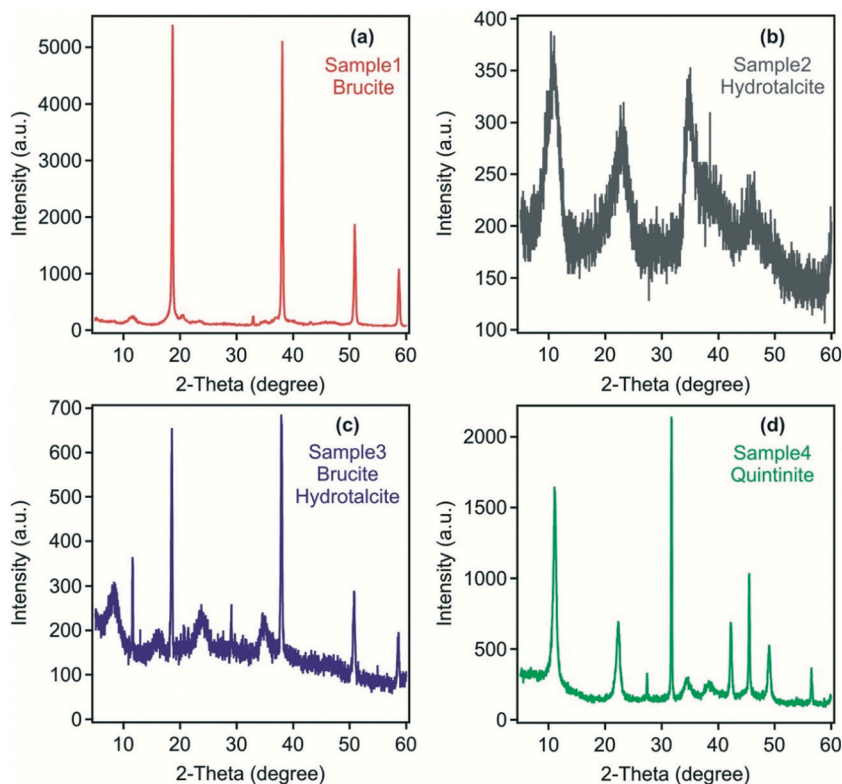 (a)
Sample1
Brucite
5000
4000
3000
2000
1000
0
Intensity (a.u.)
10 20 30 40 50 60
2-Theta (degree)
(b)
Sample2
Hydrotalcite
400
350
300
250
200
150
100
Intensity (a.u.)
10 20 30 40 50 60
2-Theta (degree)
(c)
Sample3
Brucite
Hydrotalcite
700
600
500
400
300
200
100
0
Intensity (a.u.)
10 20 30 40 50 60
2-Theta (degree)
(d)
Sample4
Quintinite
2000
1500
1000
500
0
Intensity (a.u.)
10 20 30 40 50 60
2-Theta (degree)